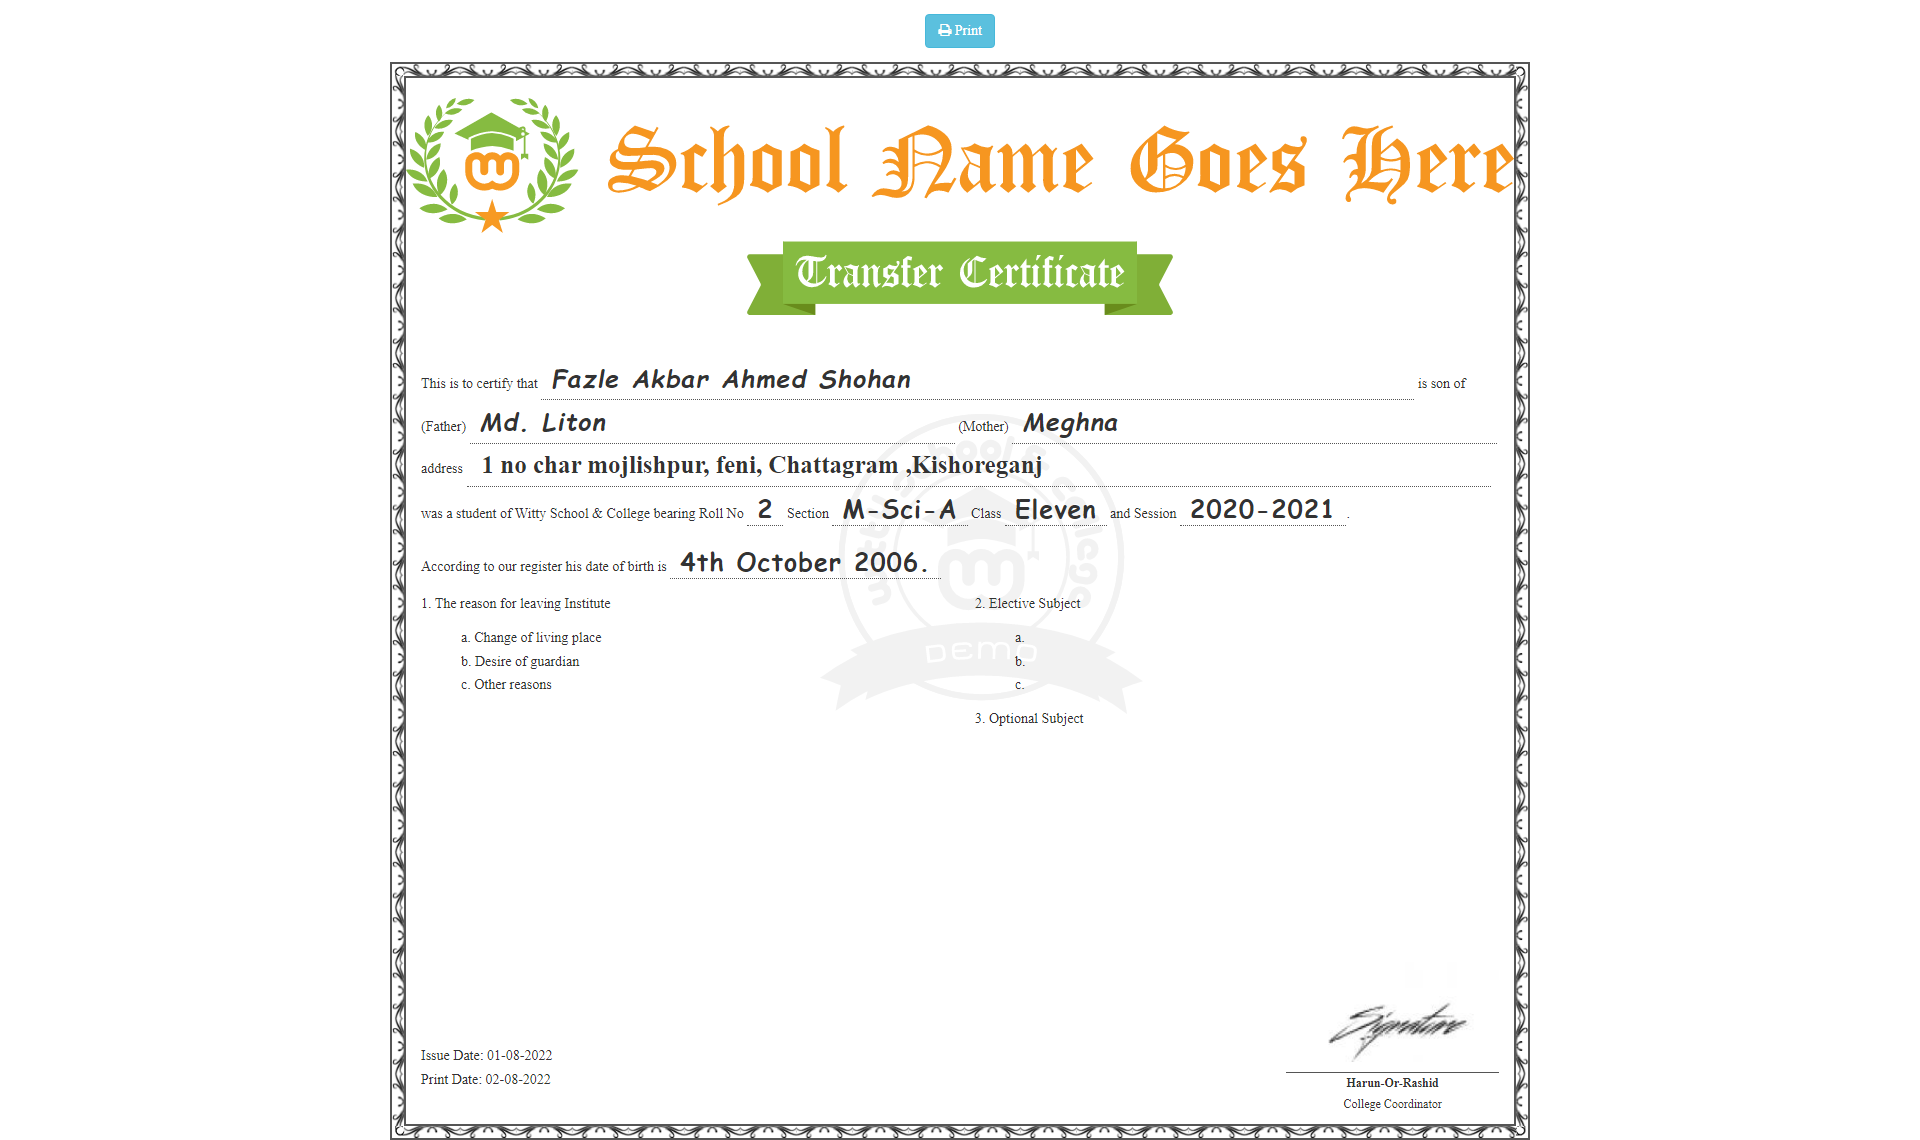 Print
School Name Goes Here
Transfer Certificate
This is to certify that Fazle Akbar Ahmed Shohan is son of
(Father) Md. Liton (Mother) Meghna
address 1 no char mojlishpur, feni, Chattagram ,Kishoreganj
was a student of Witty School & College bearing Roll No 2 Section M-Sci-A Class Eleven and Session 2020-2021 .
According to our register his date of birth is 4th October 2006.
witty school & college
DEMO
1. The reason for leaving Institute
a. Change of living place
b. Desire of guardian
c. Other reasons
2. Elective Subject
a.
b.
c.
3. Optional Subject
Issue Date: 01-08-2022
Print Date: 02-08-2022
Signature
Harun-Or-Rashid
College Coordinator